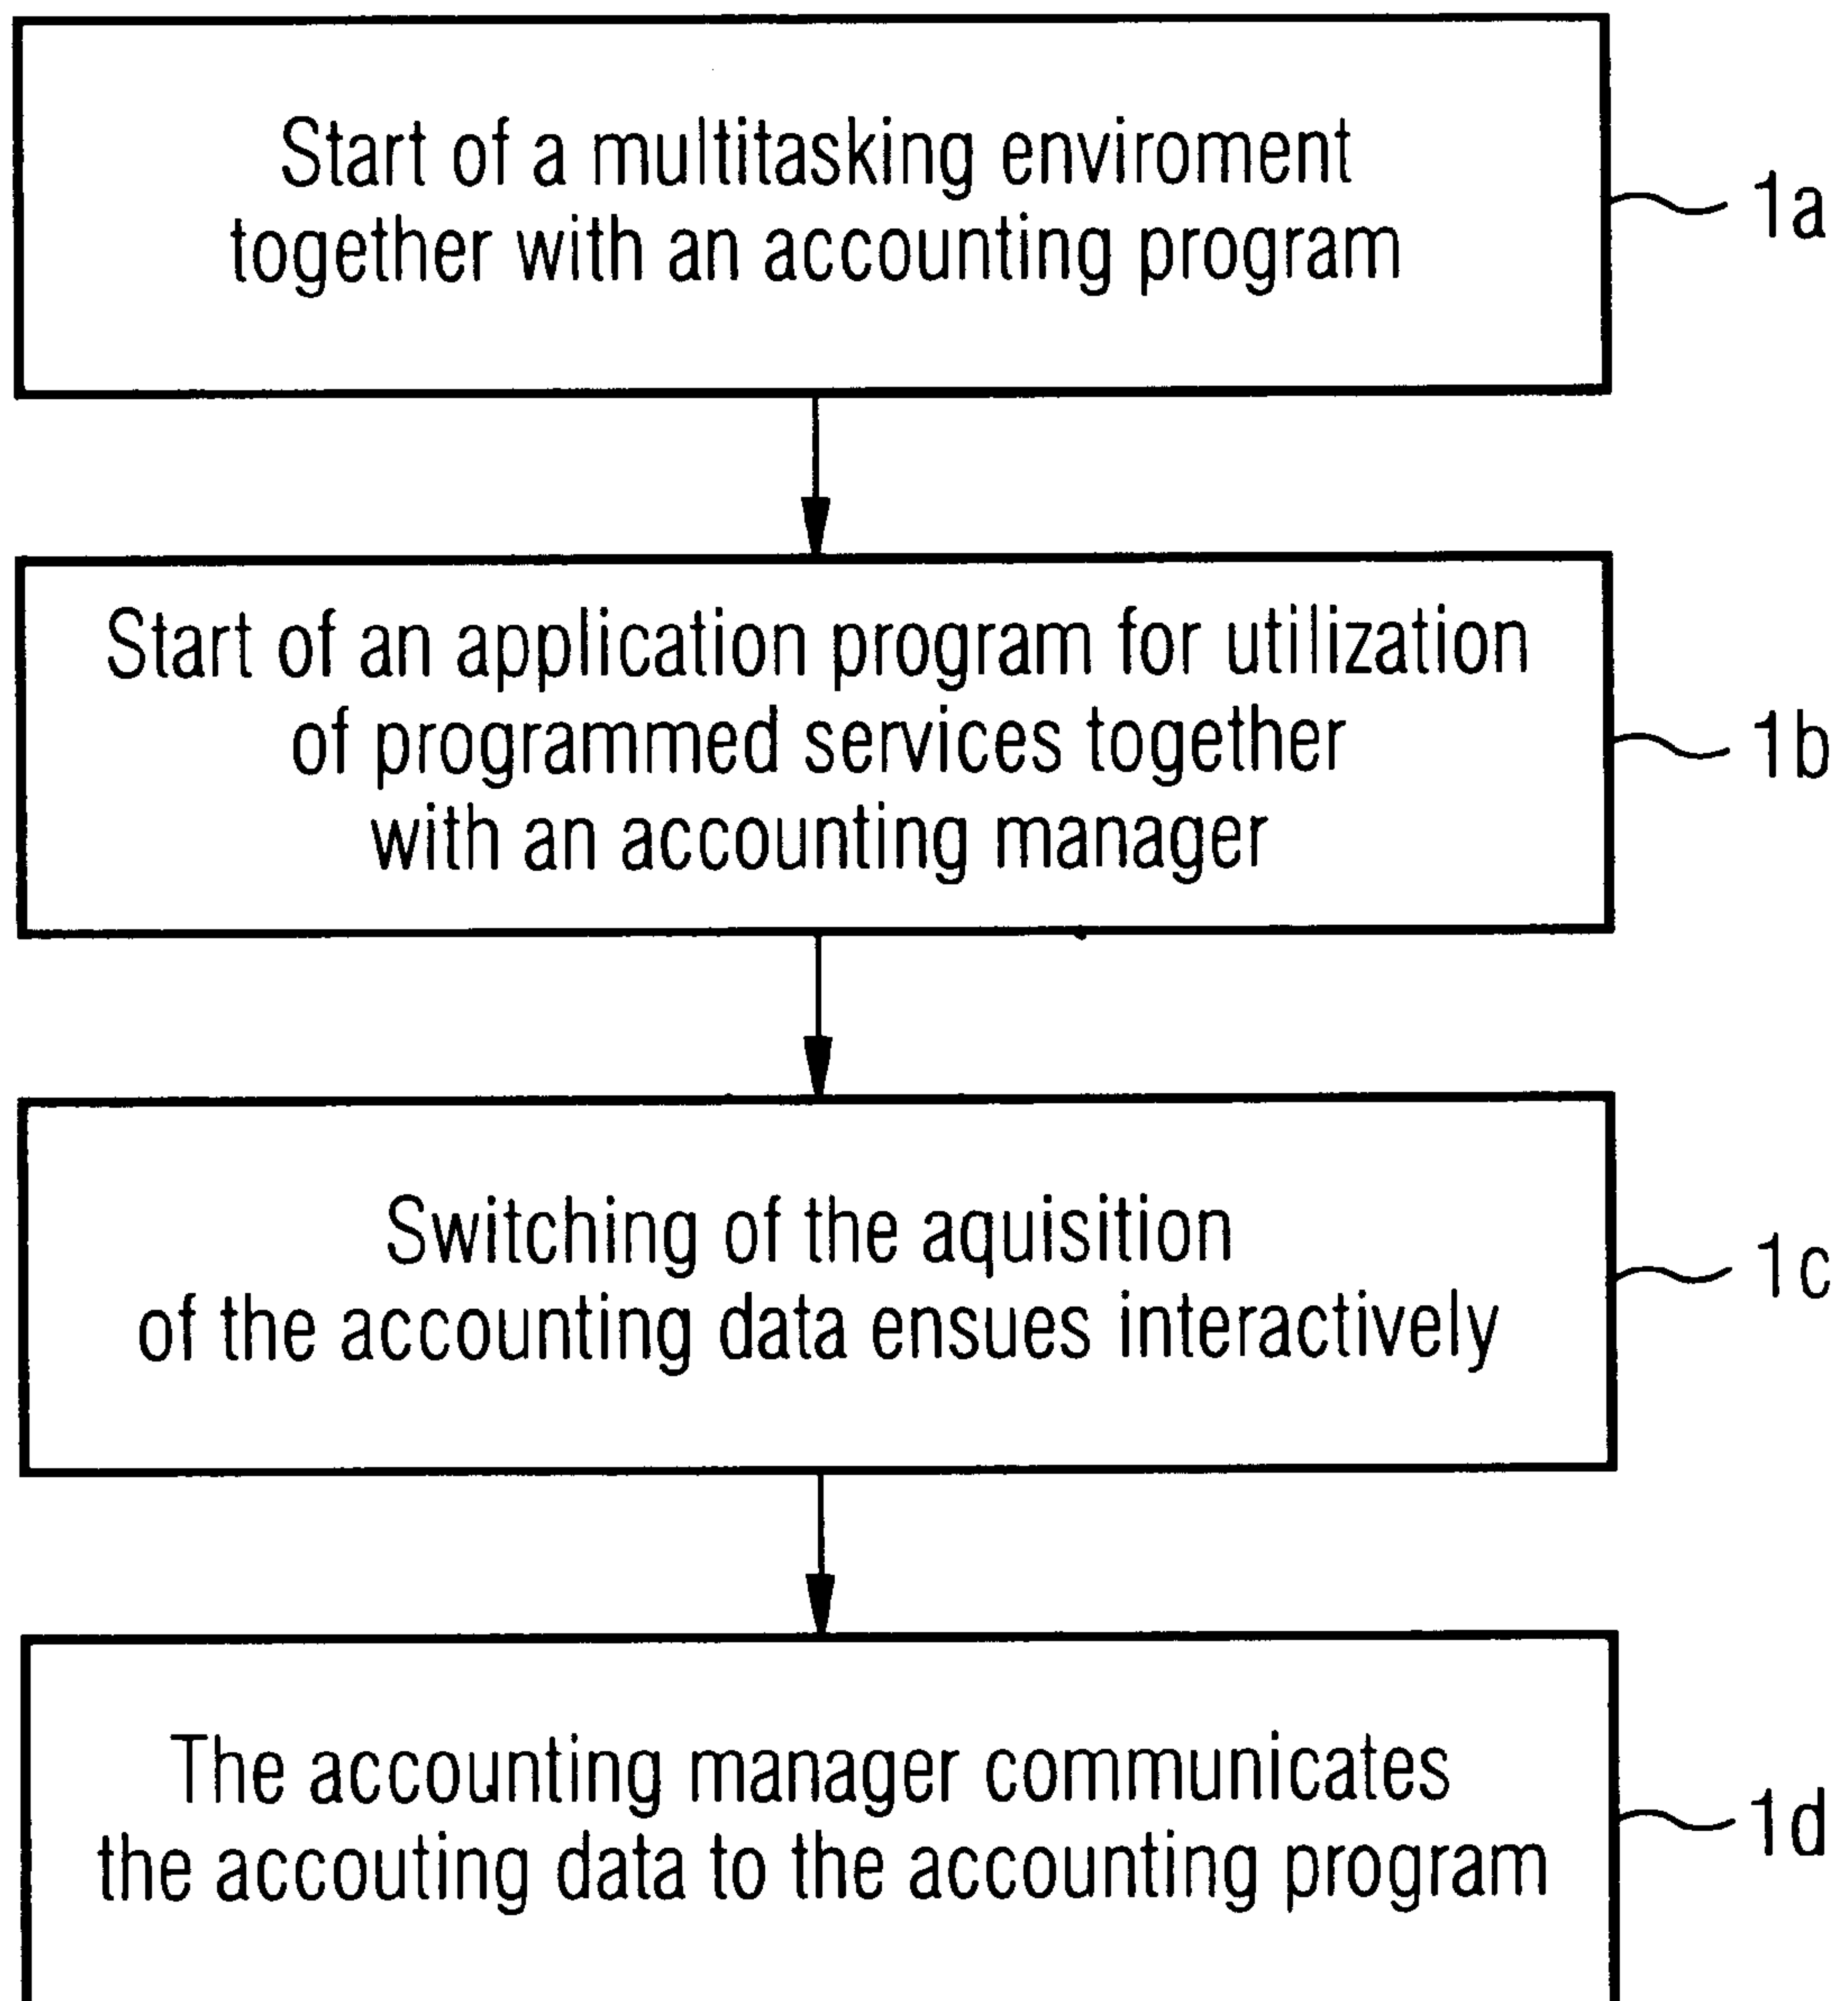 Start of a multitasking enviroment
together with an accounting program
1a
Start of an application program for utilization
of programmed services together
with an accounting manager
1b
Switching of the aquisition
of the accounting data ensues interactively
1c
The accounting manager communicates
the accouting data to the accounting program
1d